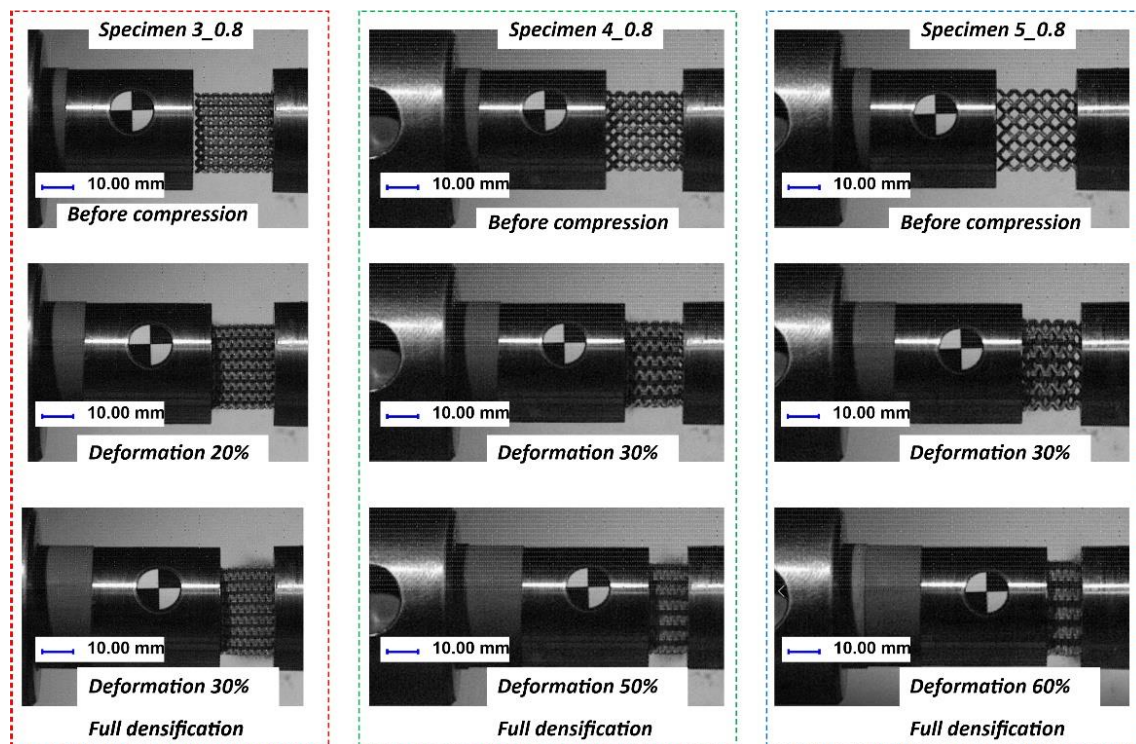 Specimen 3_0.8
10.00 mm
Before compression
10.00 mm
Deformation 20%
10.00 mm
Deformation 30%
Full densification
Specimen 4_0.8
10.00 mm
Before compression
10.00 mm
Deformation 30%
10.00 mm
Deformation 50%
Full densification
Specimen 5_0.8
10.00 mm
Before compression
10.00 mm
Deformation 30%
10.00 mm
Deformation 60%
Full densification